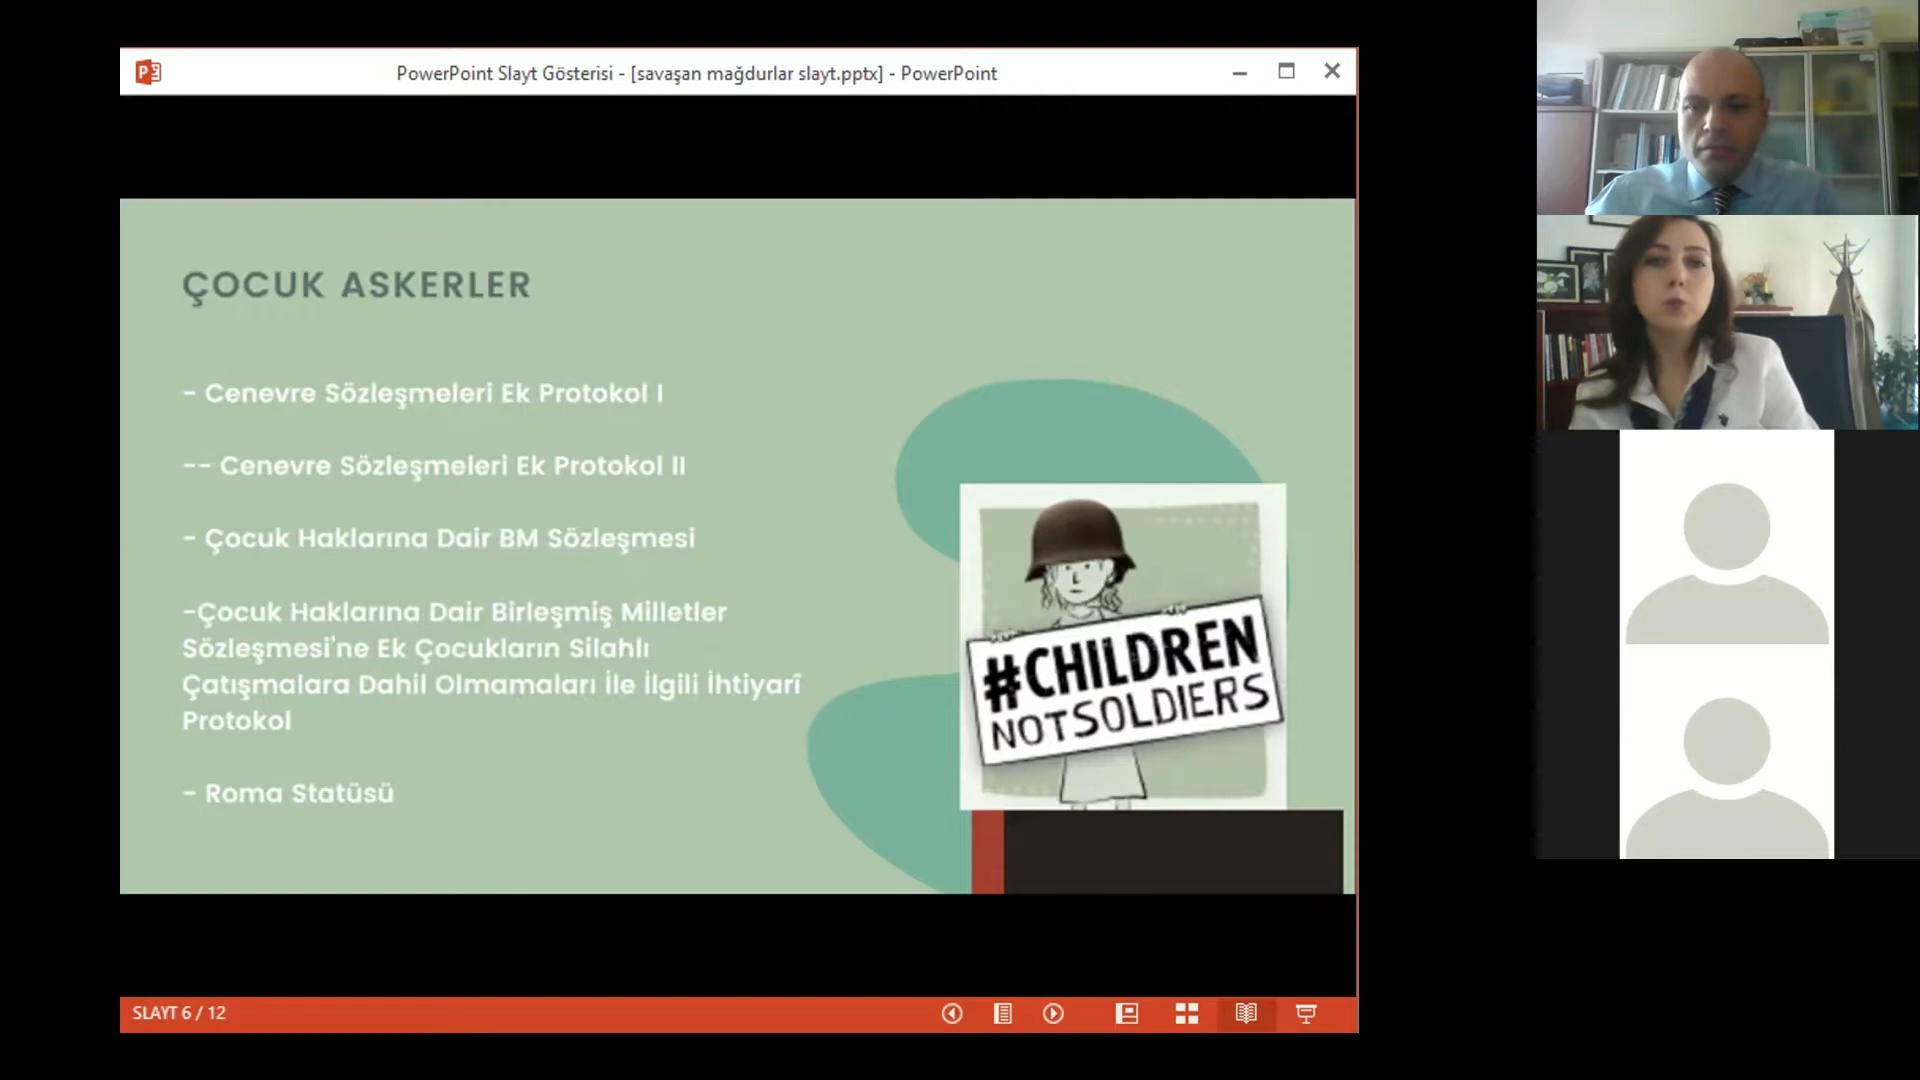 PowerPoint Slayt Gösterisi - [savaşan mağdurlar slayt.pptx] - PowerPoint
ÇOCUK ASKERLER
- Cenevre Sözleşmeleri Ek Protokol I
-- Cenevre Sözleşmeleri Ek Protokol II
- Çocuk Haklarına Dair BM Sözleşmesi
-Çocuk Haklarına Dair Birleşmiş Milletler
Sözleşmesi'ne Ek Çocukların Silahlı
Çatışmalara Dahil Olmamaları İle İlgili İhtiyarî
Protokol
- Roma Statüsü
#CHILDREN
NOTSOLDIERS
SLAYT 6 / 12